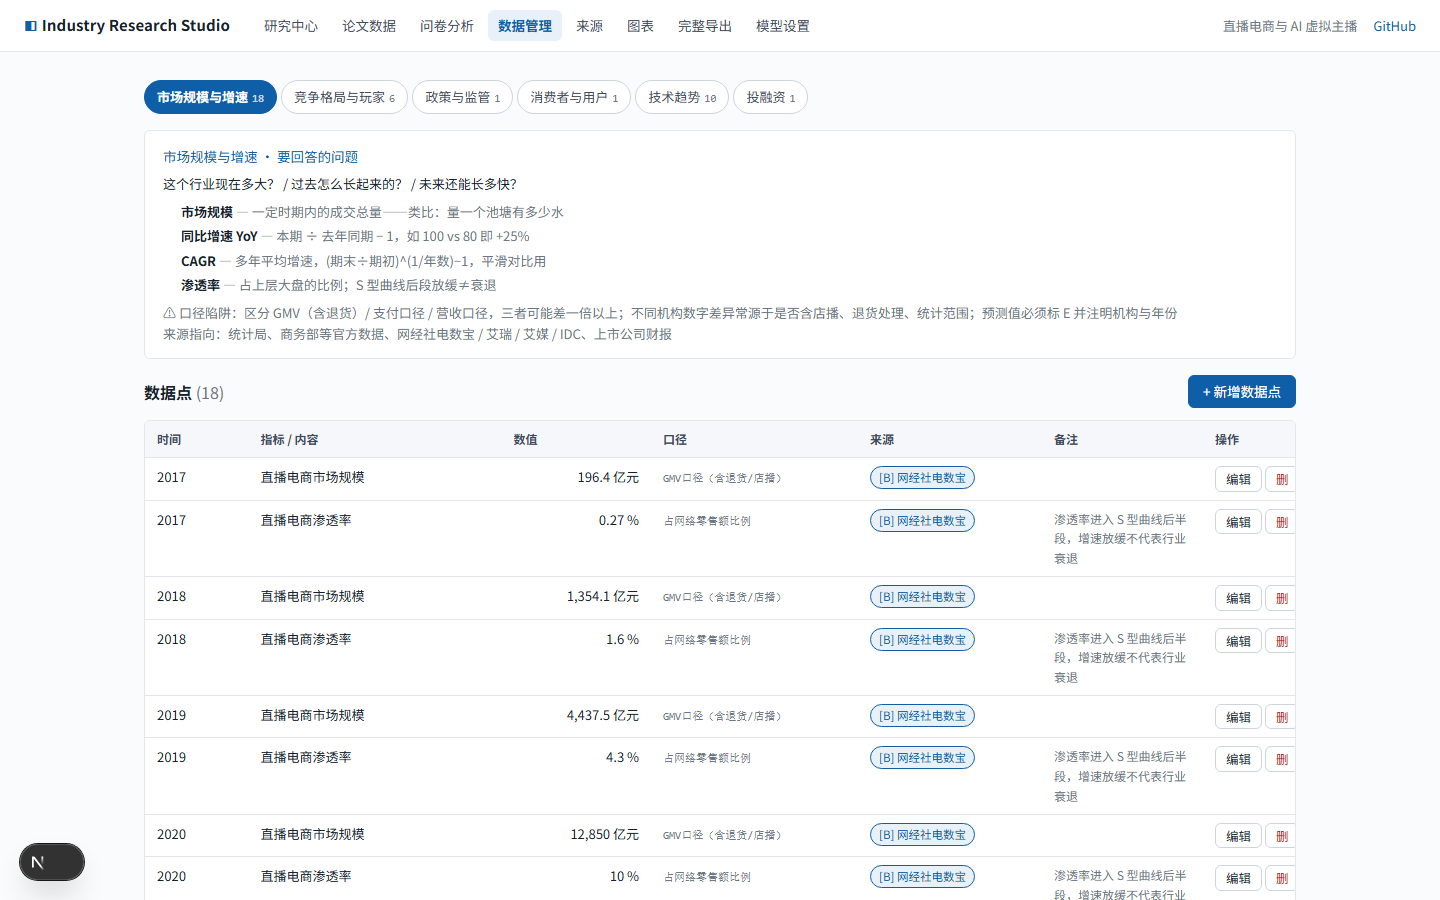 Industry Research Studio 研究中心 论文数据 问卷分析 数据管理 来源 图表 完整导出 模型设置 直播电商与 AI 虚拟主播 GitHub
市场规模与增速 18 竞争格局与玩家 6 政策与监管 1 消费者与用户 1 技术趋势 10 投融资 1
市场规模与增速 · 要回答的问题
这个行业现在多大？ / 过去怎么长起来的？ / 未来还能长多快？
市场规模 — 一定时期内的成交总量——类比：量一个池塘有多少水
同比增速 YoY — 本期 ÷ 去年同期 − 1，如 100 vs 80 即 +25%
CAGR — 多年平均增速，(期末÷期初)^(1/年数)−1，平滑对比用
渗透率 — 占上层大盘的比例；S 型曲线后段放缓≠衰退
⚠ 口径陷阱：区分 GMV（含退货）/ 支付口径 / 营收口径，三者可能差一倍以上；不同机构数字差异常源于是否含店播、退货处理、统计范围；预测值必须标 E 并注明机构与年份
来源指向：统计局、商务部等官方数据、网经社电数宝 / 艾瑞 / 艾媒 / IDC、上市公司财报
数据点 (18) + 新增数据点
时间 指标 / 内容 数值 口径 来源 备注 操作
2017 直播电商市场规模 196.4 亿元 GMV口径（含退货/店播） [B] 网经社电数宝 编辑 删
2017 直播电商渗透率 0.27 % 占网络零售额比例 [B] 网经社电数宝 渗透率进入 S 型曲线后半 编辑 删
段，增速放缓不代表行业
衰退
2018 直播电商市场规模 1,354.1 亿元 GMV口径（含退货/店播） [B] 网经社电数宝 编辑 删
2018 直播电商渗透率 1.6 % 占网络零售额比例 [B] 网经社电数宝 渗透率进入 S 型曲线后半 编辑 删
段，增速放缓不代表行业
衰退
2019 直播电商市场规模 4,437.5 亿元 GMV口径（含退货/店播） [B] 网经社电数宝 编辑 删
2019 直播电商渗透率 4.3 % 占网络零售额比例 [B] 网经社电数宝 渗透率进入 S 型曲线后半 编辑 删
段，增速放缓不代表行业
衰退
2020 直播电商市场规模 12,850 亿元 GMV口径（含退货/店播） [B] 网经社电数宝 编辑 删
2020 直播电商渗透率 10 % 占网络零售额比例 [B] 网经社电数宝 渗透率进入 S 型曲线后半 编辑 删
段，增速放缓不代表行业
N